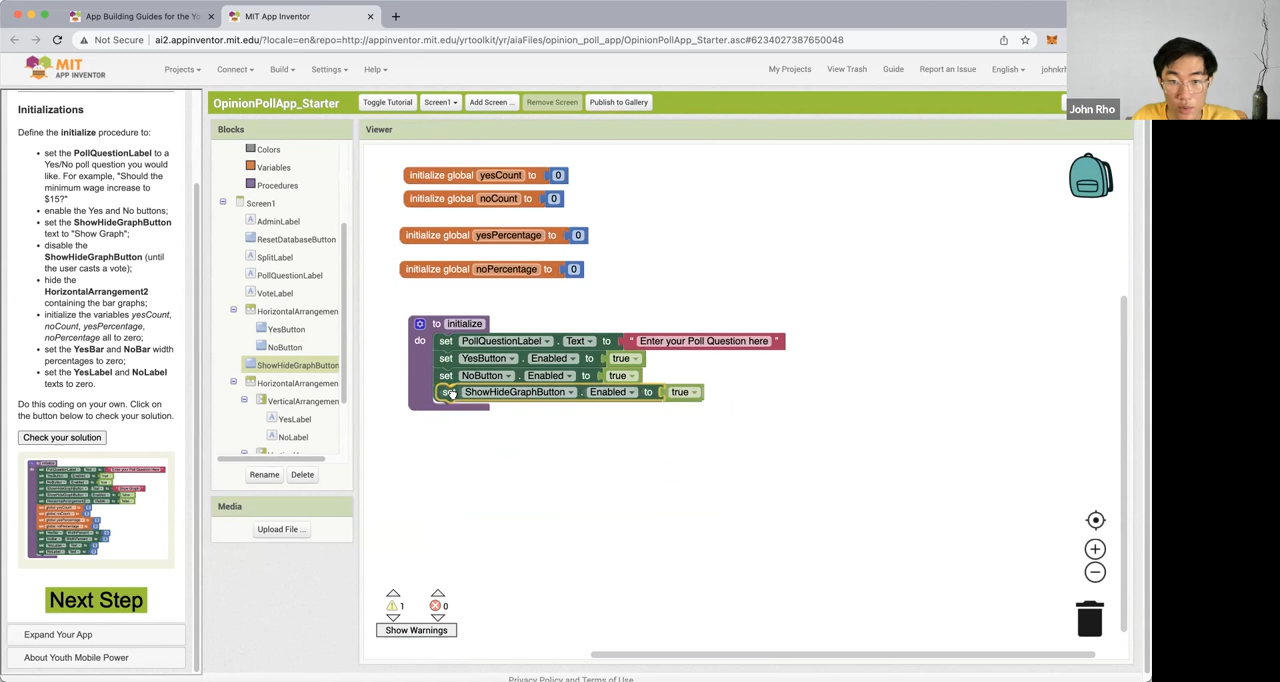 App Building Guides for the Yo
MIT App Inventor
Not Secure
ai2.appinventor.mit.edu/?locale=en&repo=http://appinventor.mit.edu/yrtoolkit/yr/aiaFiles/opinion_poll_app/OpinionPollApp_Starter.asc#6234027387650048
MIT
APP INVENTOR
Projects
Connect
Build
Settings
Help
My Projects
View Trash
Guide
Report an Issue
English
johnkrh
John Rho
OpinionPollApp_Starter
Toggle Tutorial
Screen1
Add Screen ...
Remove Screen
Publish to Gallery
Initializations
Define the initialize procedure to:
• set the PollQuestionLabel to a
Yes/No poll question you would
like. For example, "Should the
minimum wage increase to
$15?"
• enable the Yes and No buttons;
• set the ShowHideGraphButton
text to "Show Graph";
• disable the
ShowHideGraphButton (until
the user casts a vote);
• hide the
HorizontalArrangement2
containing the bar graphs;
• initialize the variables yesCount,
noCount, yesPercentage,
noPercentage all to zero;
• set the YesBar and NoBar width
percentages to zero;
• set the YesLabel and NoLabel
texts to zero.
Do this coding on your own. Click on
the button below to check your solution.
Check your solution
Next Step
Expand Your App
About Youth Mobile Power
Blocks
Colors
Variables
Procedures
Screen1
AdminLabel
ResetDatabaseButton
SplitLabel
PollQuestionLabel
VoteLabel
HorizontalArrangemen
YesButton
NoButton
ShowHideGraphButton
HorizontalArrangemen
VerticalArrangemen
YesLabel
NoLabel
Rename
Delete
Media
Upload File ...
Viewer
initialize global yesCount to 0
initialize global noCount to 0
initialize global yesPercentage to 0
initialize global noPercentage to 0
to initialize
do set PollQuestionLabel . Text to " Enter your Poll Question here "
set YesButton . Enabled to true
set NoButton . Enabled to true
set ShowHideGraphButton . Enabled to true
1
0
Show Warnings
Privacy Policy and Terms of Use